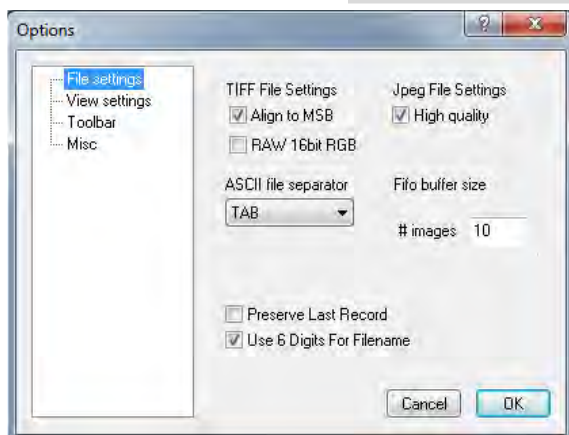 Options
?
File settings
View settings
Toolbar
Misc
TIFF File Settings
Align to MSB
RAW 16bit RGB
Jpeg File Settings
High quality
ASCII file separator
TAB
Fifo buffer size
# images 10
Preserve Last Record
Use 6 Digits For Filename
Cancel OK